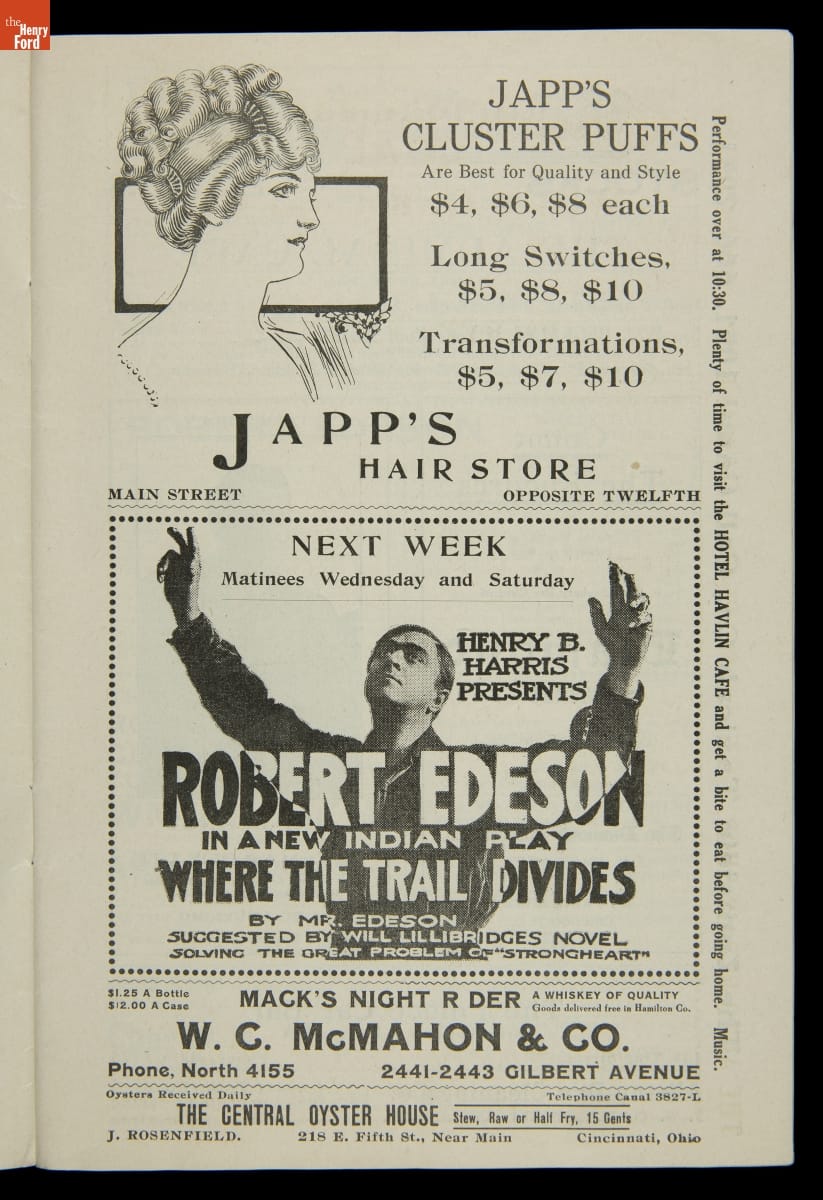 the
Henry
Ford
JAPP'S
CLUSTER PUFFS
Are Best for Quality and Style
$4, $6, $8 each
Long Switches,
$5, $8, $10
Transformations,
$5, $7, $10
JAPP'S
HAIR STORE
MAIN STREET OPPOSITE TWELFTH
NEXT WEEK
Matinees Wednesday and Saturday
HENRY B.
HARRIS
PRESENTS
ROBERT EDESON
IN A NEW INDIAN PLAY
WHERE THE TRAIL DIVIDES
BY MR. EDESON
SUGGESTED BY WILL LILLIBRIDGES NOVEL
SOLVING THE GREAT PROBLEM OF "STRONGHEART"
$1.25 A Bottle
$12.00 A Case
MACK'S NIGHT R DER
A WHISKEY OF QUALITY
Goods delivered free in Hamilton Co.
W. C. McMAHON & CO.
Phone, North 4155 2441-2443 GILBERT AVENUE
Oysters Received Daily Telephone Canal 3827-L
THE CENTRAL OYSTER HOUSE Stew, Raw or Half Fry, 15 Cents
J. ROSENFIELD. 218 E. Fifth St., Near Main Cincinnati, Ohio
Performance over at 10:30. Plenty of time to visit the HOTEL HAVLIN CAFE and get a bite to eat before going home. Music.